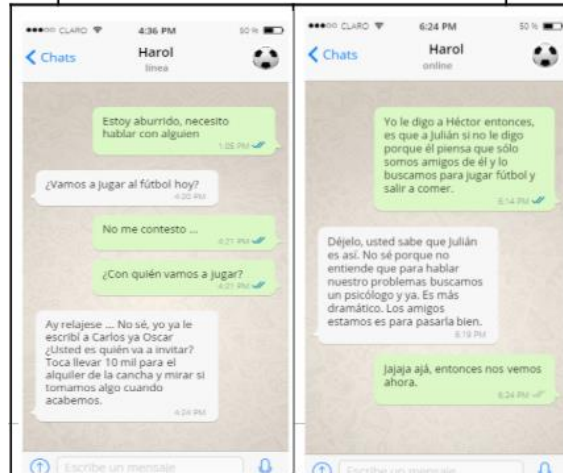 CLARO 4:36 PM 50 %
Chats Harol
linea
Estoy aburrido, necesito
hablar con alguien
1:05 PM
¿Vamos a jugar al fútbol hoy?
4:20 PM
No me contesto ...
4:21 PM
¿Con quién vamos a jugar?
4:21 PM
Ay relajese ... No sé, yo ya le
escribí a Carlos ya Oscar
¿Usted es quién va a invitar?
Toca llevar 10 mil para el
alquiler de la cancha y mirar si
tomamos algo cuando
acabemos.
4:24 PM
Escribe un mensaje
CLARO 6:24 PM 50 %
Chats Harol
online
Yo le digo a Héctor entonces,
es que a Julián si no le digo
porque él piensa que sólo
somos amigos de él y lo
buscamos para jugar fútbol y
salir a comer.
6:14 PM
Déjelo, usted sabe que Julián
es así. No sé porque no
entiende que para hablar
nuestro problemas buscamos
un psicólogo y ya. Es más
dramático. Los amigos
estamos es para pasarla bien.
6:19 PM
Jajaja ajá, entonces nos vemos
ahora.
6:24 PM
Escribe un mensaje